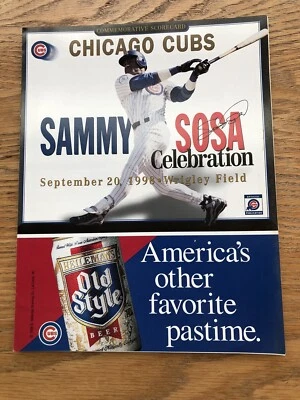 COMMEMORATIVE SCORECARD
CHICAGO CUBS
SAMMY SOSA
Celebration
September 20, 1998 • Wrigley Field
HEILEMAN'S
Old
Style
BEER
America's
other
favorite
pastime.